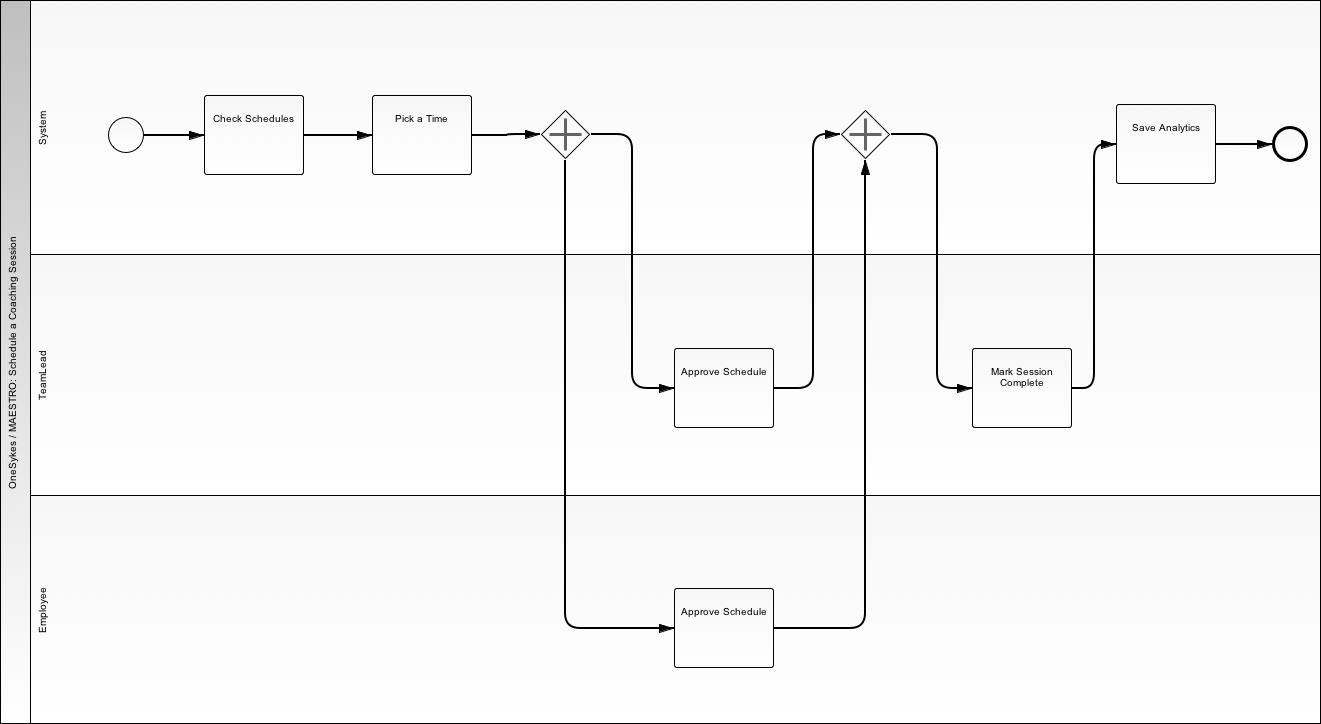 OneSykes / MAESTRO: Schedule a Coaching Session
System
Check Schedules
Pick a Time
Save Analytics
TeamLead
Approve Schedule
Mark Session
Complete
Employee
Approve Schedule